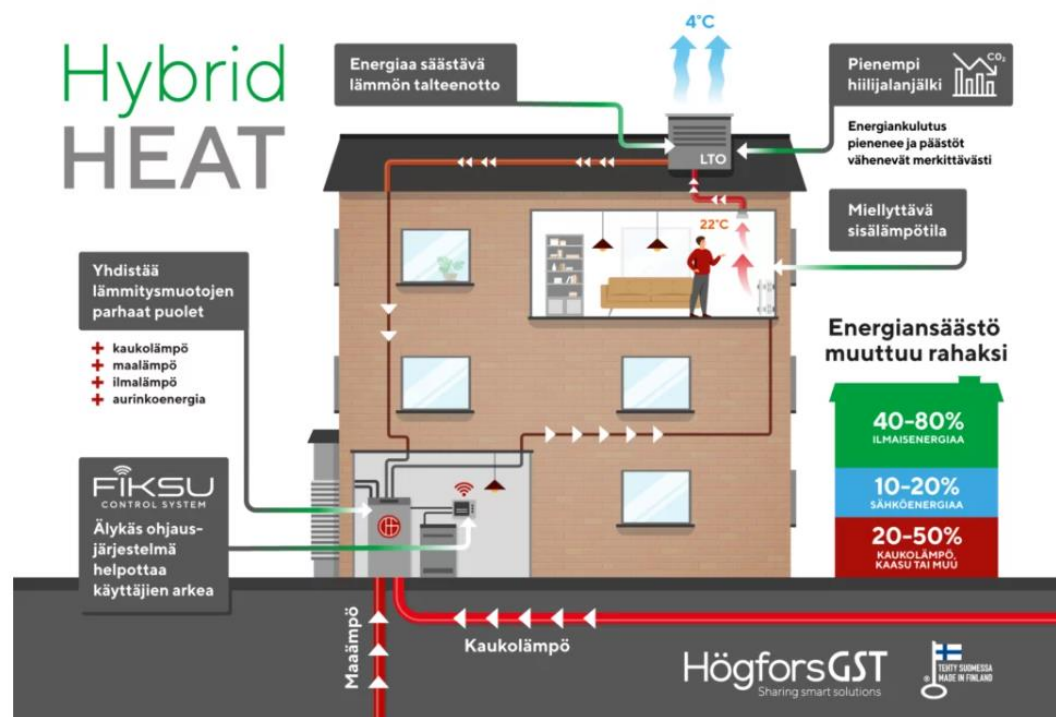 Hybrid
HEAT
Energiaa säästävä
lämmön talteenotto
4°C
Pienempi
hiilijalanjälki
CO₂
Energiankulutus
pienenee ja päästöt
vähenevät merkittävästi
LTO
22°C
Miellyttävä
sisälämpötila
Yhdistää
lämmitysmuotojen
parhaat puolet
+ kaukolämpö
+ maalämpö
+ ilmalämpö
+ aurinkoenergia
FIKSU
CONTROL SYSTEM
Älykäs ohjaus-
järjestelmä
helpottaa
käyttäjien arkea
Energiansäästö
muuttuu rahaksi
40-80%
ILMAISENERGIAA
10-20%
SÄHKÖENERGIAA
20-50%
KAUKOLÄMPÖ,
KAASU TAI MUU
Maaämpö
Kaukolämpö
HögforsGST
Sharing smart solutions
®
TEHTY SUOMESSA
MADE IN FINLAND